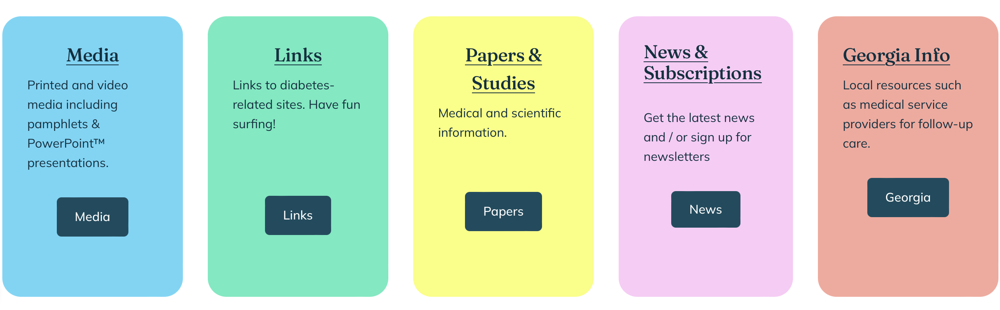 Media
Printed and video
media including
pamphlets &
PowerPoint™
presentations.
Media
Links
Links to diabetes-
related sites. Have fun
surfing!
Links
Papers &
Studies
Medical and scientific
information.
Papers
News &
Subscriptions
Get the latest news
and / or sign up for
newsletters
News
Georgia Info
Local resources such
as medical service
providers for follow-up
care.
Georgia